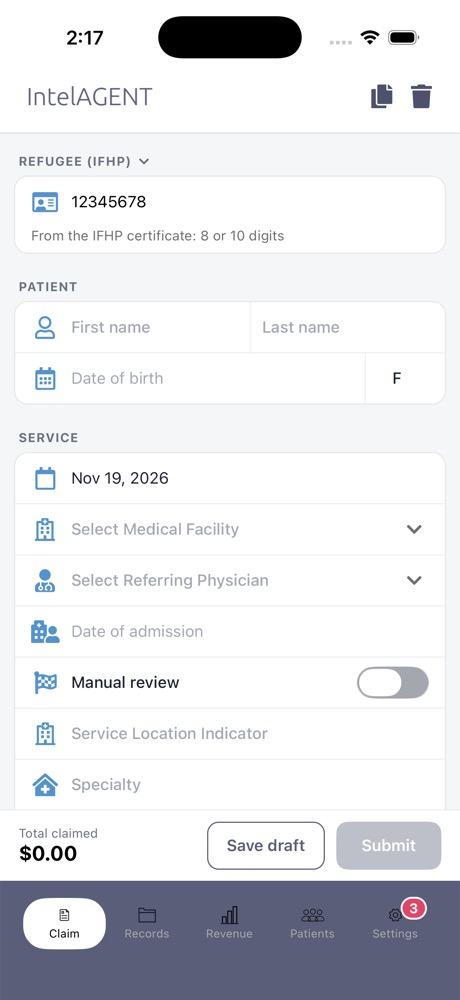 2:17
IntelAGENT
REFUGEE (IFHP)
12345678
From the IFHP certificate: 8 or 10 digits
PATIENT
First name Last name
Date of birth F
SERVICE
Nov 19, 2026
Select Medical Facility
Select Referring Physician
Date of admission
Manual review
Service Location Indicator
Specialty
Total claimed
$0.00
Save draft Submit
3
Claim Records Revenue Patients Settings